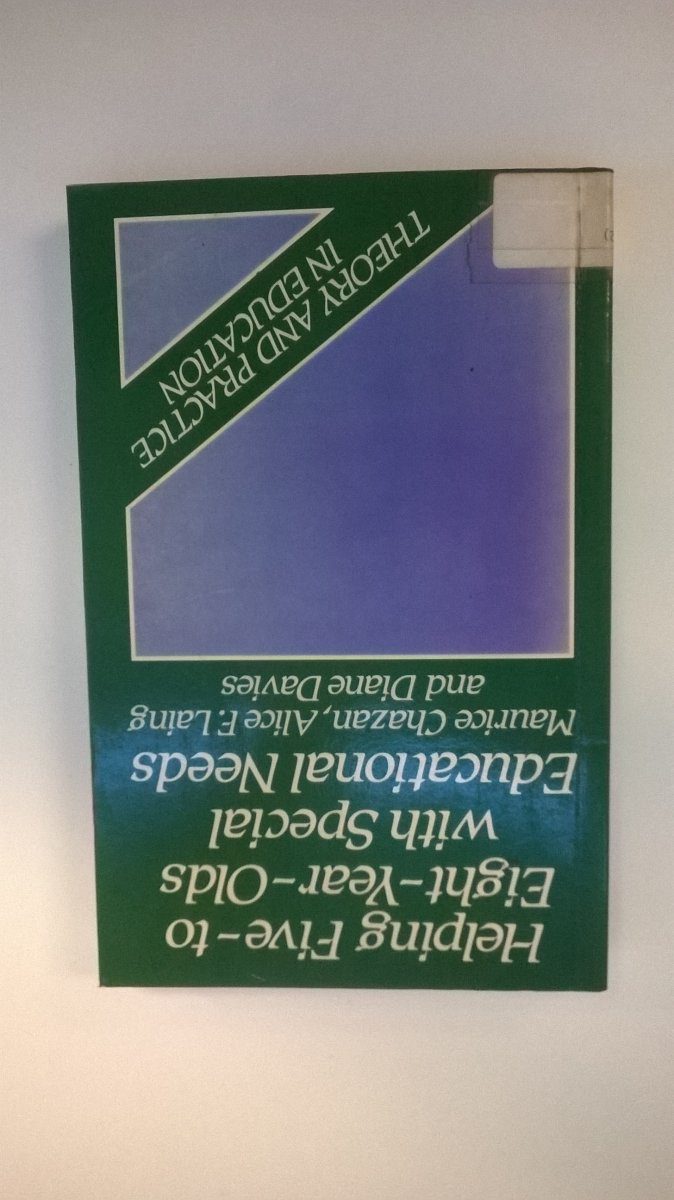 Helping Five-to
Eight-Year-Olds
with Special
Educational Needs
Maurice Chazan, Alice F. Laing
and Diane Davies
THEORY AND PRACTICE
IN EDUCATION